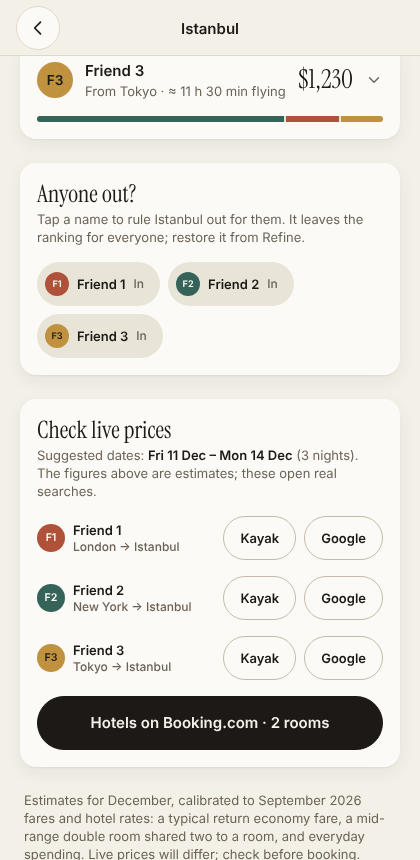 Istanbul
F3
Friend 3
From Tokyo · ≈ 11 h 30 min flying
$1,230
Anyone out?
Tap a name to rule Istanbul out for them. It leaves the
ranking for everyone; restore it from Refine.
F1 Friend 1 In
F2 Friend 2 In
F3 Friend 3 In
Check live prices
Suggested dates: Fri 11 Dec – Mon 14 Dec (3 nights).
The figures above are estimates; these open real
searches.
F1
Friend 1
London → Istanbul
Kayak
Google
F2
Friend 2
New York → Istanbul
Kayak
Google
F3
Friend 3
Tokyo → Istanbul
Kayak
Google
Hotels on Booking.com · 2 rooms
Estimates for December, calibrated to September 2026
fares and hotel rates: a typical return economy fare, a mid-
range double room shared two to a room, and everyday
spending. Live prices will differ; check before booking.